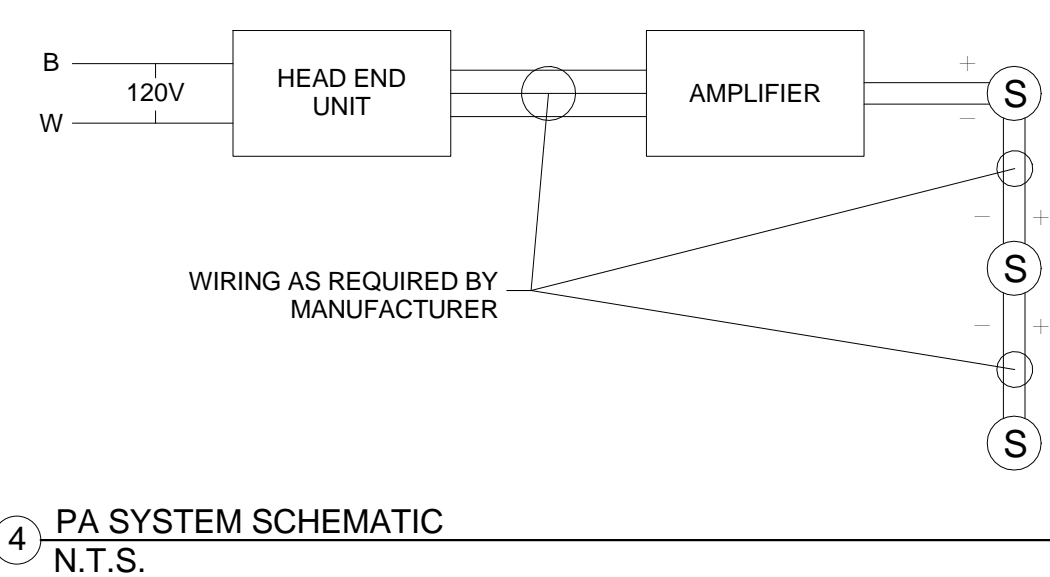 B
120V
W
HEAD END
UNIT
AMPLIFIER
+
−
S
− +
S
− +
S
WIRING AS REQUIRED BY
MANUFACTURER
4 PA SYSTEM SCHEMATIC
N.T.S.